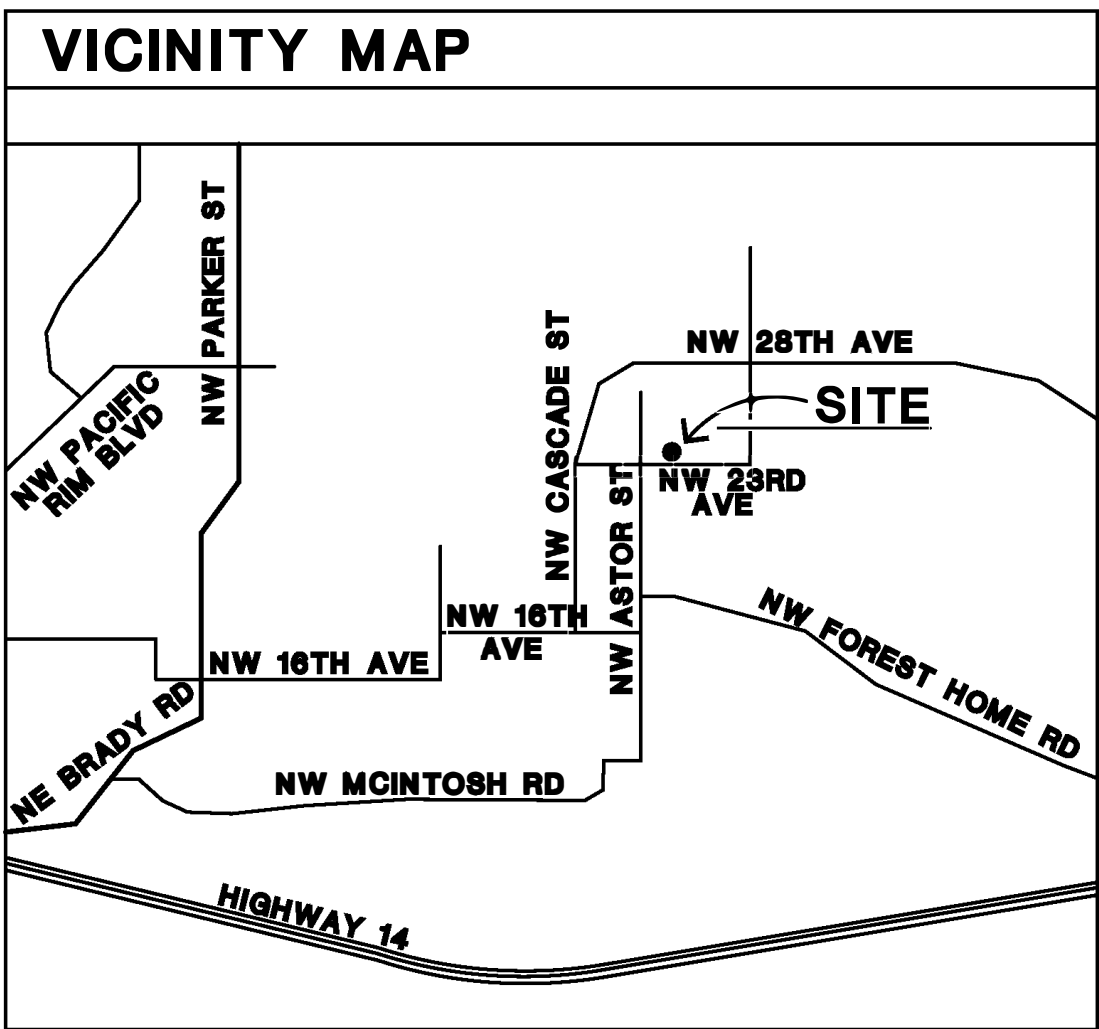 VICINITY MAP
NW PARKER ST
NW CASCADE ST
NW 28TH AVE
SITE
NW PACIFIC
RIM BLVD
NW 23RD
AVE
NW ASTOR ST
NW 16TH
AVE
NW FOREST HOME RD
NW 16TH AVE
NE BRADY RD
NW MCINTOSH RD
HIGHWAY 14